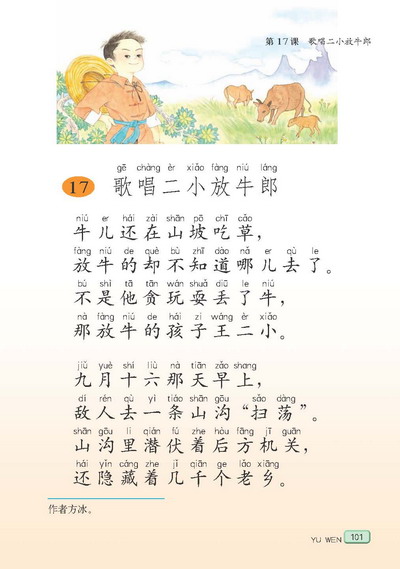 第17课 歌唱二小放牛郎
gē chàng èr xiǎo fàng niú láng
17 歌唱二小放牛郎
niú er hái zài shān pō chī cǎo
牛儿还在山坡吃草，
fàng niú de què bù zhī dào nǎ er qù le
放牛的却不知道哪儿去了。
bú shì tā tān wán shuǎ diū le niú
不是他贪玩耍丢了牛，
nà fàng niú de hái zi wáng èr xiǎo
那放牛的孩子王二小。
jiǔ yuè shí liù nà tiān zǎo shang
九月十六那天早上，
dí rén qù yì tiáo shān gōu sǎo dàng
敌人去一条山沟“扫荡”。
shān gōu li qián fú zhe hòu fāng jī guān
山沟里潜伏着后方机关，
hái yǐn cáng zhe jǐ qiān ge lǎo xiāng
还隐藏着几千个老乡。
作者方冰。
YU WEN 101